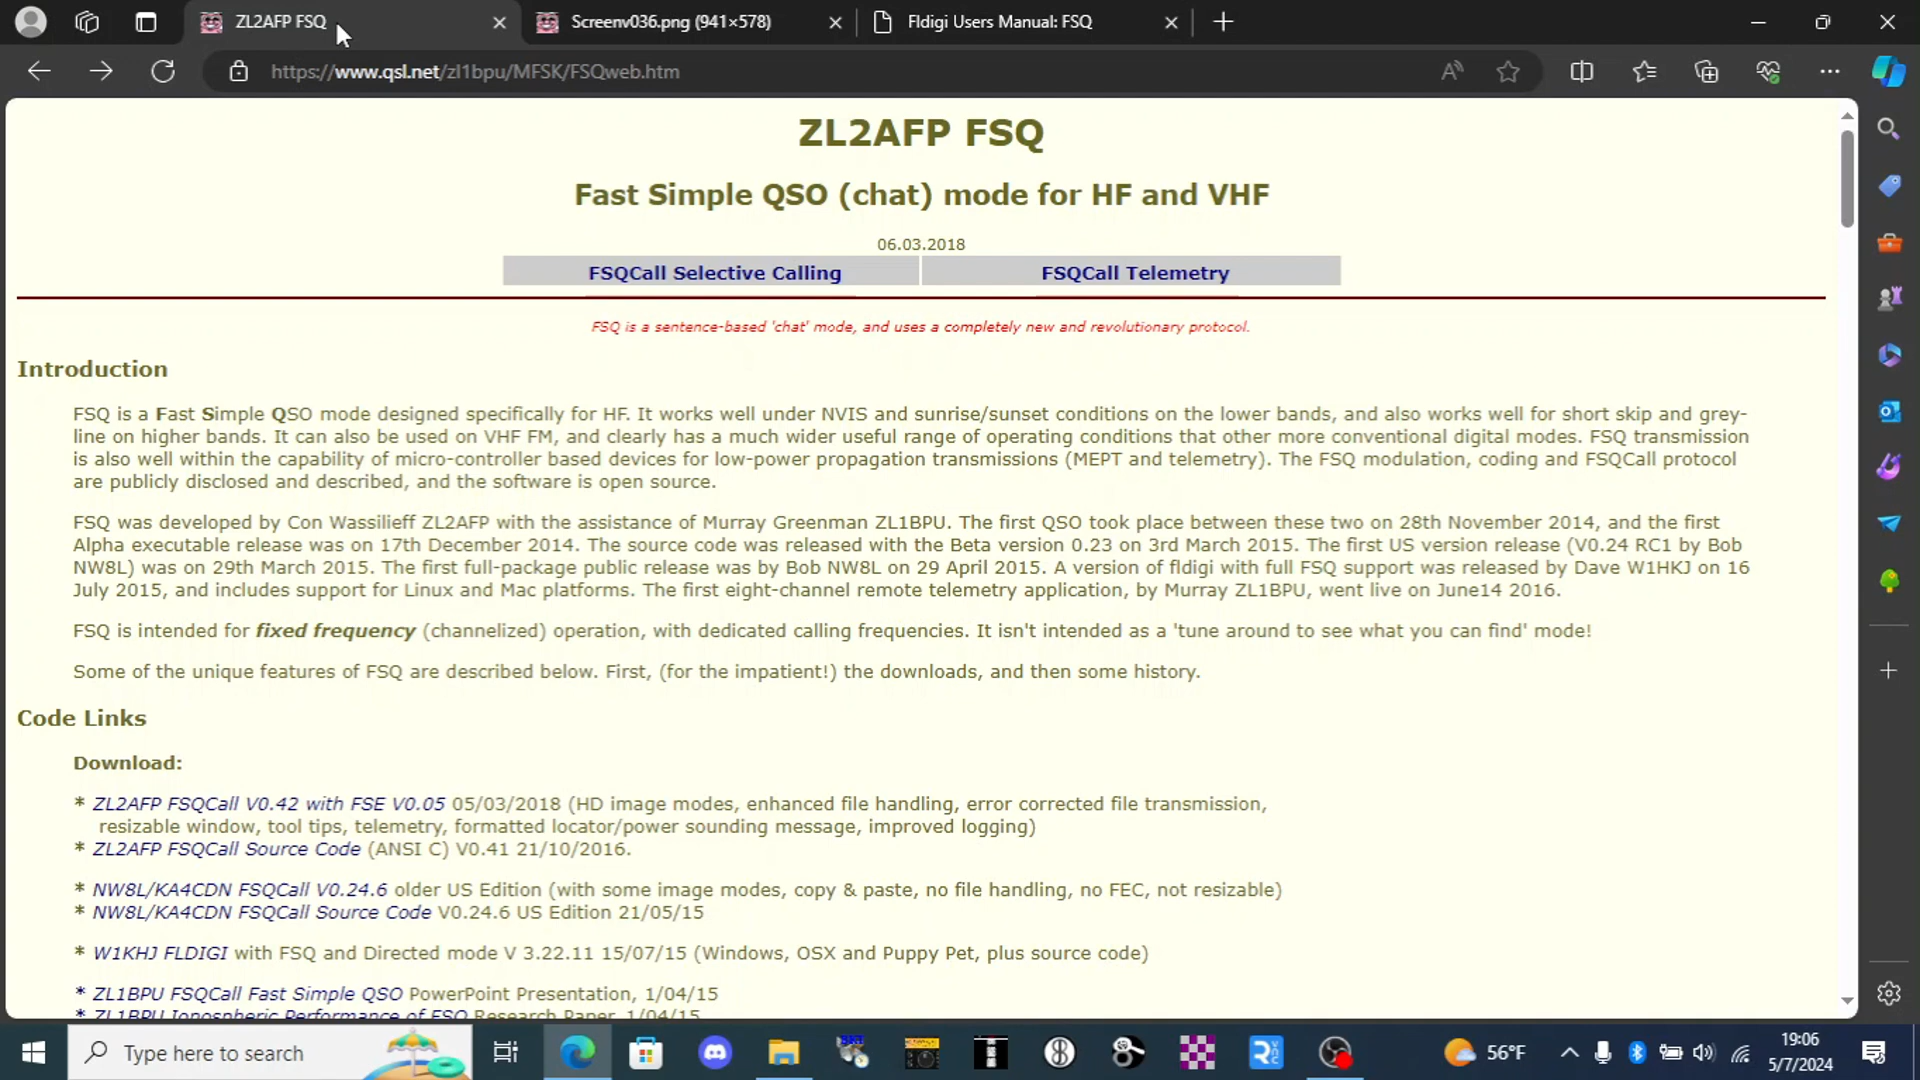 ZL2AFP FSQ
Screenv036.png (941×578)
Fldigi Users Manual: FSQ
https://www.qsl.net/zl1bpu/MFSK/FSQweb.htm
ZL2AFP FSQ
Fast Simple QSO (chat) mode for HF and VHF
06.03.2018
FSQCall Selective Calling
FSQCall Telemetry
FSQ is a sentence-based 'chat' mode, and uses a completely new and revolutionary protocol.
Introduction
FSQ is a Fast Simple QSO mode designed specifically for HF. It works well under NVIS and sunrise/sunset conditions on the lower bands, and also works well for short skip and grey-
line on higher bands. It can also be used on VHF FM, and clearly has a much wider useful range of operating conditions that other more conventional digital modes. FSQ transmission
is also well within the capability of micro-controller based devices for low-power propagation transmissions (MEPT and telemetry). The FSQ modulation, coding and FSQCall protocol
are publicly disclosed and described, and the software is open source.
FSQ was developed by Con Wassilieff ZL2AFP with the assistance of Murray Greenman ZL1BPU. The first QSO took place between these two on 28th November 2014, and the first
Alpha executable release was on 17th December 2014. The source code was released with the Beta version 0.23 on 3rd March 2015. The first US version release (V0.24 RC1 by Bob
NW8L) was on 29th March 2015. The first full-package public release was by Bob NW8L on 29 April 2015. A version of fldigi with full FSQ support was released by Dave W1HKJ on 16
July 2015, and includes support for Linux and Mac platforms. The first eight-channel remote telemetry application, by Murray ZL1BPU, went live on June14 2016.
FSQ is intended for fixed frequency (channelized) operation, with dedicated calling frequencies. It isn't intended as a 'tune around to see what you can find' mode!
Some of the unique features of FSQ are described below. First, (for the impatient!) the downloads, and then some history.
Code Links
Download:
* ZL2AFP FSQCall V0.42 with FSE V0.05 05/03/2018 (HD image modes, enhanced file handling, error corrected file transmission,
resizable window, tool tips, telemetry, formatted locator/power sounding message, improved logging)
* ZL2AFP FSQCall Source Code (ANSI C) V0.41 21/10/2016.
* NW8L/KA4CDN FSQCall V0.24.6 older US Edition (with some image modes, copy & paste, no file handling, no FEC, not resizable)
* NW8L/KA4CDN FSQCall Source Code V0.24.6 US Edition 21/05/15
* W1KHJ FLDIGI with FSQ and Directed mode V 3.22.11 15/07/15 (Windows, OSX and Puppy Pet, plus source code)
* ZL1BPU FSQCall Fast Simple QSO PowerPoint Presentation, 1/04/15
* ZL1BPU Ionospheric Performance of FSQ Research Paper, 1/04/15
Type here to search
56°F
19:06
5/7/2024